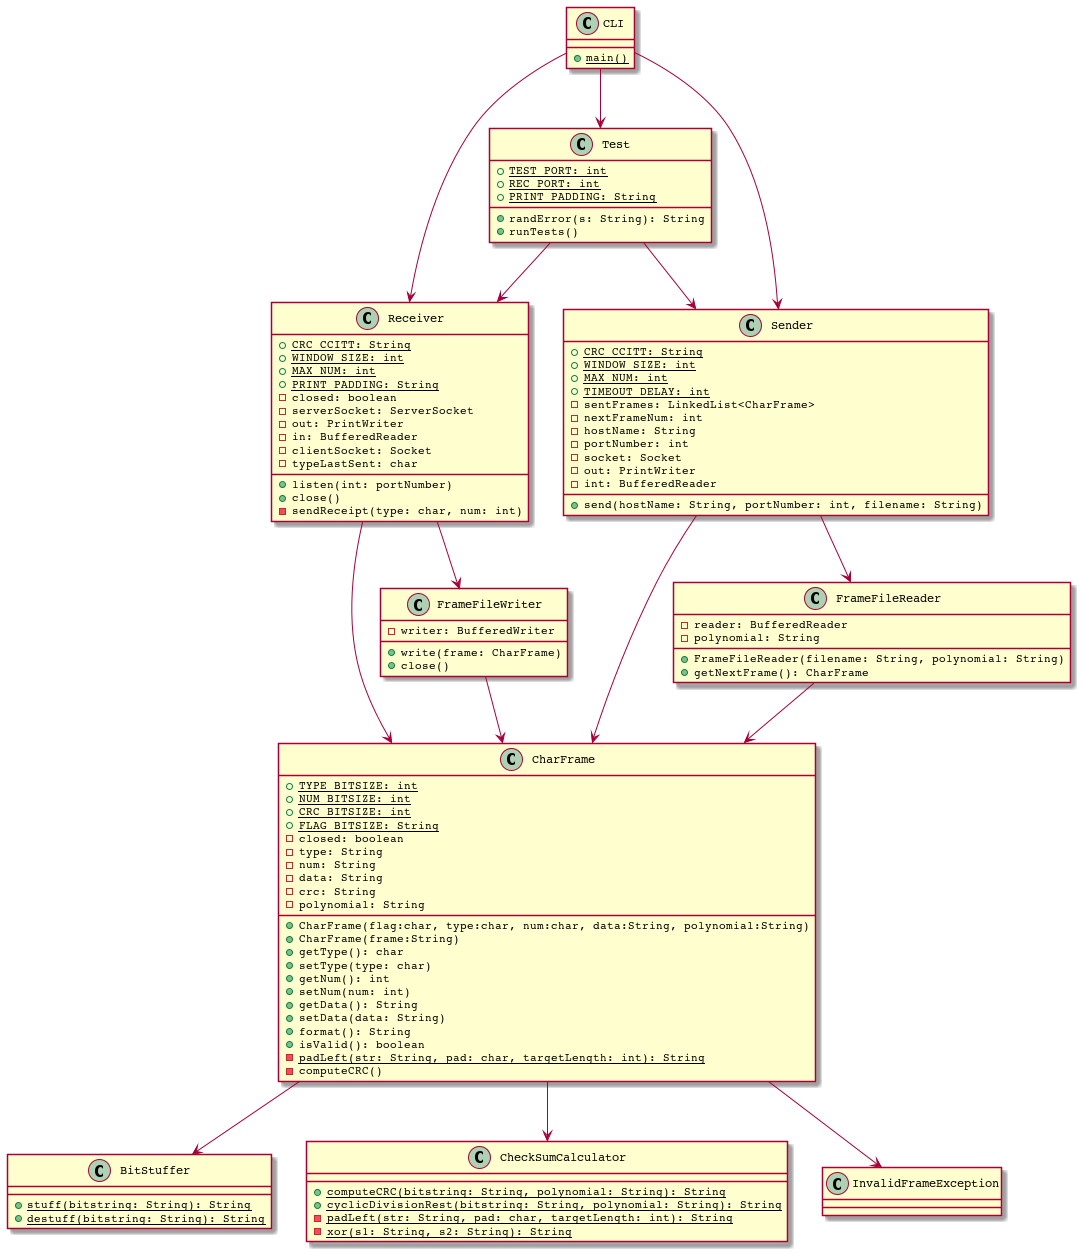 C CLI
main()
C Test
TEST_PORT: int
REC_PORT: int
PRINT_PADDING: String
randError(s: String): String
runTests()
C Receiver
CRC_CCITT: String
WINDOW_SIZE: int
MAX_NUM: int
PRINT_PADDING: String
closed: boolean
serverSocket: ServerSocket
out: PrintWriter
in: BufferedReader
clientSocket: Socket
typeLastSent: char
listen(int: portNumber)
close()
sendReceipt(type: char, num: int)
C Sender
CRC_CCITT: String
WINDOW_SIZE: int
MAX_NUM: int
TIMEOUT_DELAY: int
sentFrames: LinkedList<CharFrame>
nextFrameNum: int
hostName: String
portNumber: int
socket: Socket
out: PrintWriter
int: BufferedReader
send(hostName: String, portNumber: int, filename: String)
C FrameFileWriter
writer: BufferedWriter
write(frame: CharFrame)
close()
C FrameFileReader
reader: BufferedReader
polynomial: String
FrameFileReader(filename: String, polynomial: String)
getNextFrame(): CharFrame
C CharFrame
TYPE_BITSIZE: int
NUM_BITSIZE: int
CRC_BITSIZE: int
FLAG_BITSIZE: String
closed: boolean
type: String
num: String
data: String
crc: String
polynomial: String
CharFrame(flag:char, type:char, num:char, data:String, polynomial:String)
CharFrame(frame:String)
getType(): char
setType(type: char)
getNum(): int
setNum(num: int)
getData(): String
setData(data: String)
format(): String
isValid(): boolean
padLeft(str: String, pad: char, targetLength: int): String
computeCRC()
C BitStuffer
stuff(bitstring: String): String
destuff(bitstring: String): String
C CheckSumCalculator
computeCRC(bitstring: String, polynomial: String): String
cyclicDivisionRest(bitstring: String, polynomial: String): String
padLeft(str: String, pad: char, targetLength: int): String
xor(s1: String, s2: String): String
C InvalidFrameException